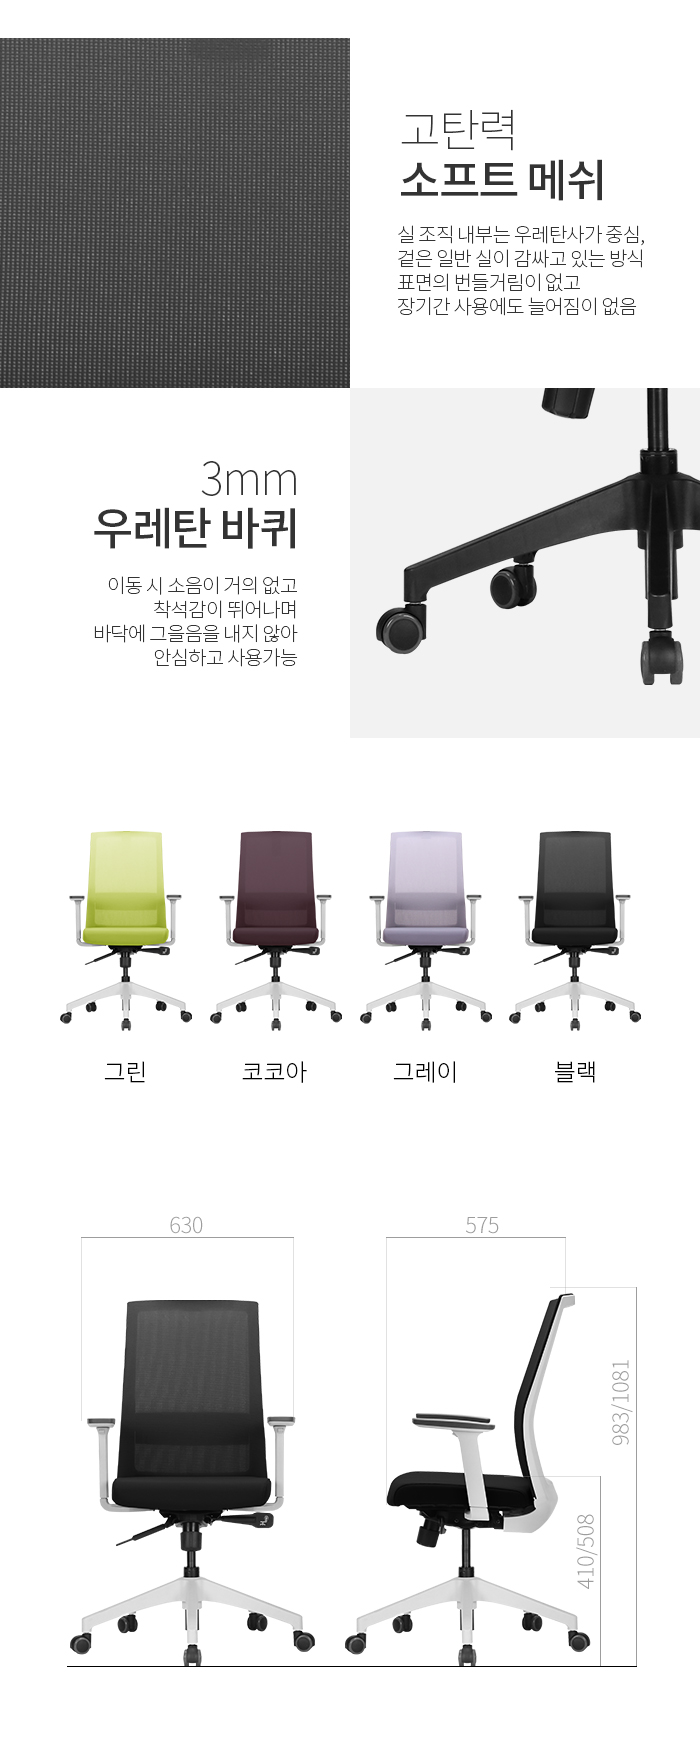 고탄력
소프트 메쉬
실 조직 내부는 우레탄사가 중심,
겉은 일반 실이 감싸고 있는 방식
표면의 번들거림이 없고
장기간 사용에도 늘어짐이 없음
3mm
우레탄 바퀴
이동 시 소음이 거의 없고
착석감이 뛰어나며
바닥에 그을음을 내지 않아
안심하고 사용가능
그린
코코아
그레이
블랙
630
575
983/1081
410/508